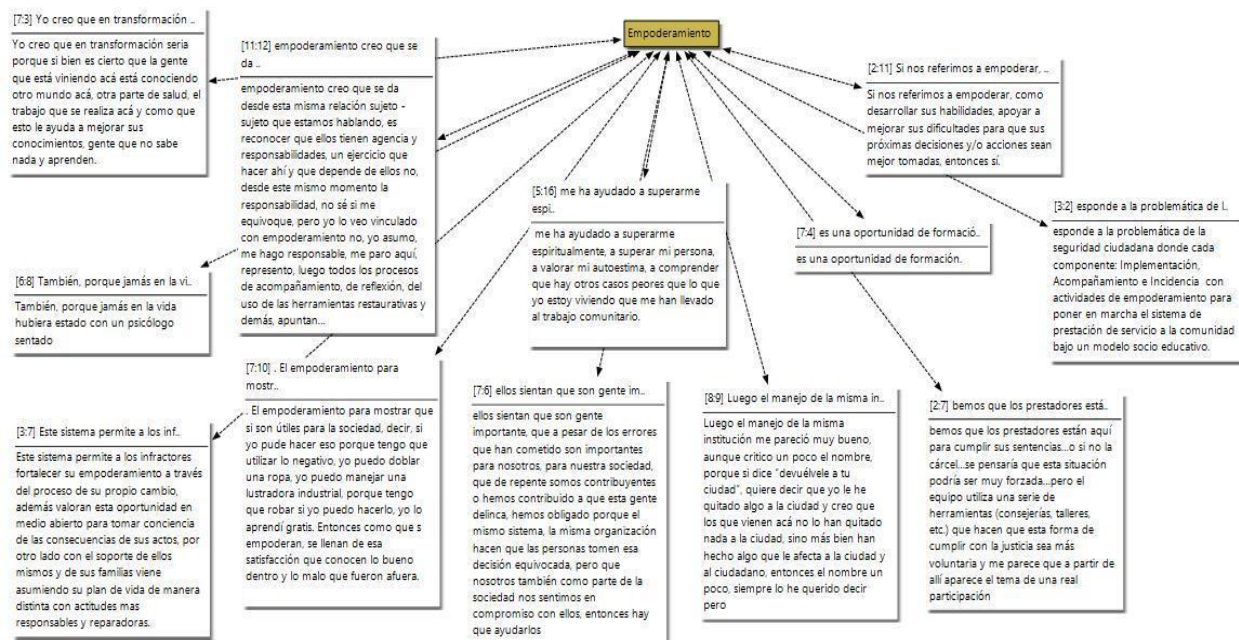 Empoderamiento
[7:3] Yo creo que en transformación ..
Yo creo que en transformación seria
porque si bien es cierto que la gente
que está viniendo acá está conociendo
otro mundo acá, otra parte de salud, el
trabajo que se realiza acá y como que
esto le ayuda a mejorar sus
conocimientos, gente que no sabe
nada y aprenden.
[11:12] empoderamiento creo que se
da ..
empoderamiento creo que se da
desde esta misma relación sujeto -
sujeto que estamos hablando, es
reconocer que ellos tienen agencia y
responsabilidades, un ejercicio que
hacer ahí y que depende de ellos no,
desde este mismo momento la
responsabilidad, no sé si me
equivoque, pero yo lo veo vinculado
con empoderamiento no, yo asumo,
me hago responsable, me paro aquí,
represento, luego todos los procesos
de acompañamiento, de reflexión, del
uso de las herramientas restaurativas y
demás, apuntan...
[2:11] Si nos referimos a empoderar, ..
Si nos referimos a empoderar, como
desarrollar sus habilidades, apoyar a
mejorar sus dificultades para que sus
próximas decisiones y/o acciones sean
mejor tomadas, entonces sí.
[5:16] me ha ayudado a superarme
espi..
me ha ayudado a superarme
espiritualmente, a superar mi persona,
a valorar mi autoestima, a comprender
que hay otros casos peores que lo que
yo estoy viviendo que me han llevado
al trabajo comunitario.
[7:4] es una oportunidad de formació..
es una oportunidad de formación.
[3:2] esponde a la problemática de l..
esponde a la problemática de la
seguridad ciudadana donde cada
componente: Implementación,
Acompañamiento e Incidencia con
actividades de empoderamiento para
poner en marcha el sistema de
prestación de servicio a la comunidad
bajo un modelo socio educativo.
[6:8] También, porque jamás en la vi..
También, porque jamás en la vida
hubiera estado con un psicólogo
sentado
[3:7] Este sistema permite a los inf..
Este sistema permite a los infractores
fortalecer su empoderamiento a través
del proceso de su propio cambio,
además valoran esta oportunidad en
medio abierto para tomar conciencia
de las consecuencias de sus actos, por
otro lado con el soporte de ellos
mismos y de sus familias viene
asumiendo su plan de vida de manera
distinta con actitudes mas
responsables y reparadoras.
[7:10] . El empoderamiento para
mostr..
. El empoderamiento para mostrar que
si son útiles para la sociedad, decir, si
yo pude hacer eso porque tengo que
utilizar lo negativo, yo puedo doblar
una ropa, yo puedo manejar una
lustradora industrial, porque tengo
que robar si yo puedo hacerlo, yo lo
aprendí gratis. Entonces como que s
empoderan, se llenan de esa
satisfacción que conocen lo bueno
dentro y lo malo que fueron afuera.
[7:6] ellos sientan que son gente im..
ellos sientan que son gente
importante, que a pesar de los errores
que han cometido son importantes
para nosotros, para nuestra sociedad,
que de repente somos contribuyentes
o hemos contribuido a que esta gente
delinca, hemos obligado porque el
mismo sistema, la misma organización
hacen que las personas tomen esa
decisión equivocada, pero que
nosotros también como parte de la
sociedad nos sentimos en
compromiso con ellos, entonces hay
que ayudarlos
[8:9] Luego el manejo de la misma in..
Luego el manejo de la misma
institución me pareció muy bueno,
aunque critico un poco el nombre,
porque si dice "devuélvele a tu
ciudad", quiere decir que yo le he
quitado algo a la ciudad y creo que
los que vienen acá no lo han quitado
nada a la ciudad, sino más bien han
hecho algo que le afecta a la ciudad y
al ciudadano, entonces el nombre un
poco, siempre lo he querido decir
pero
[2:7] bemos que los prestadores está..
bemos que los prestadores están aquí
para cumplir sus sentencias...o si no la
cárcel...se pensaría que esta situación
podría ser muy forzada...pero el
equipo utiliza una serie de
herramientas (consejerías, talleres,
etc.) que hacen que esta forma de
cumplir con la justicia sea más
voluntaria y me parece que a partir de
allí aparece el tema de una real
participación